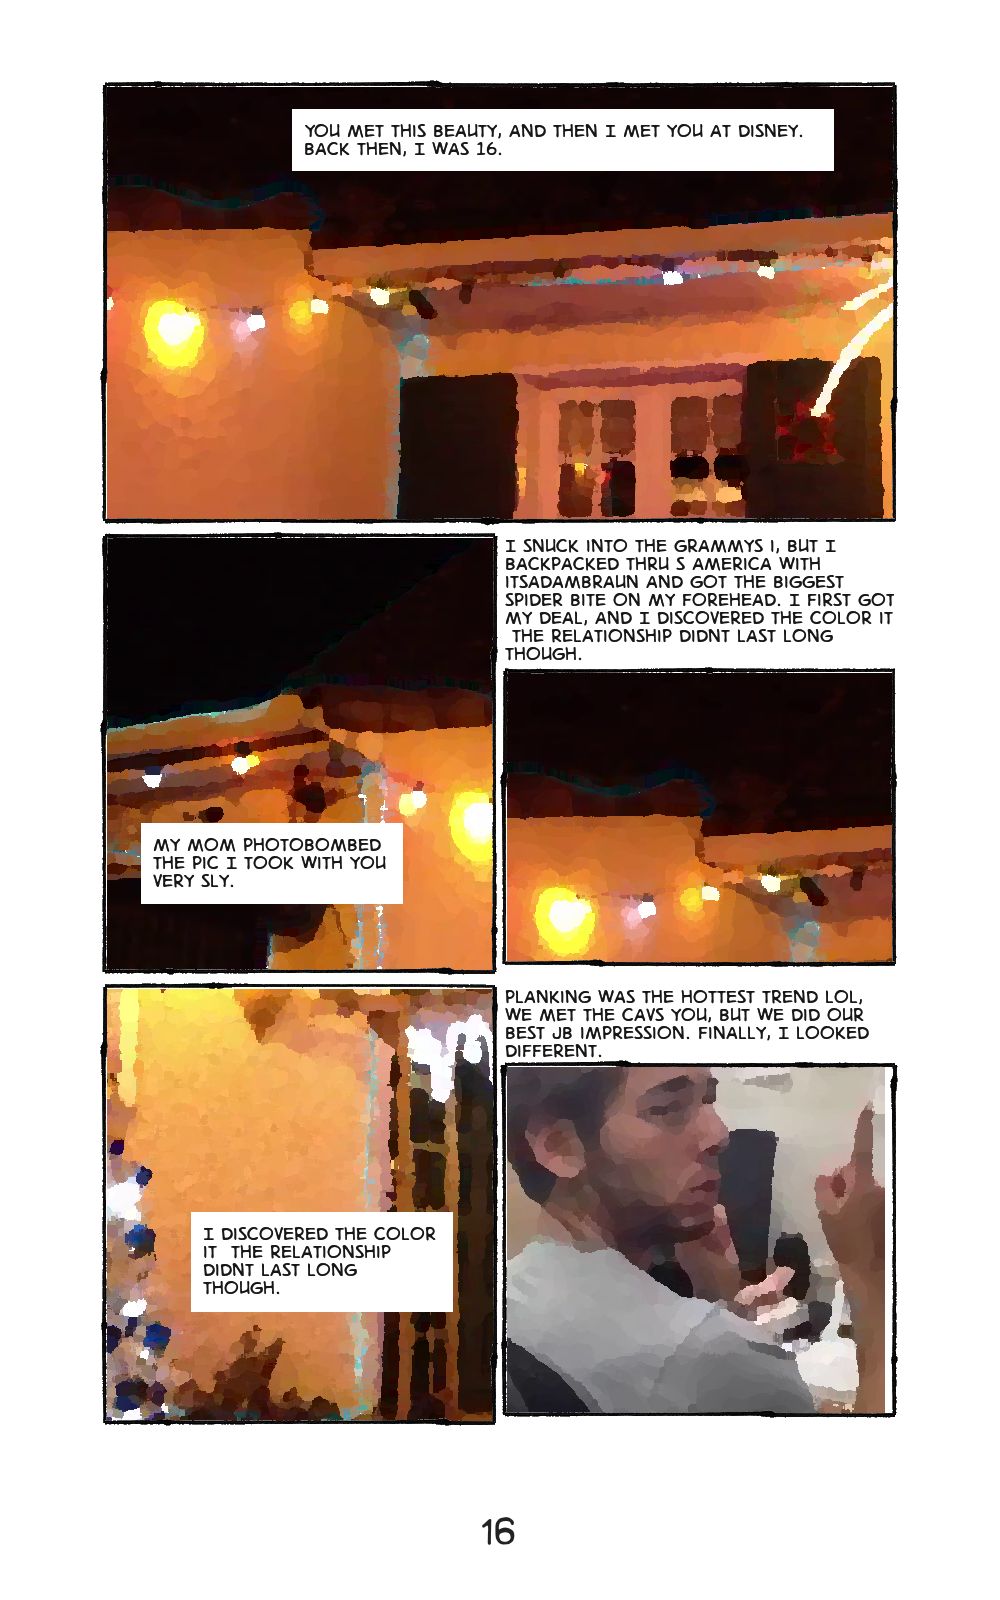 YOU MET THIS BEAUTY, AND THEN I MET YOU AT DISNEY.
BACK THEN, I WAS 16.
I SNUCK INTO THE GRAMMYS I, BUT I
BACKPACKED THRU S AMERICA WITH
ITSADAMBRAUN AND GOT THE BIGGEST
SPIDER BITE ON MY FOREHEAD. I FIRST GOT
MY DEAL, AND I DISCOVERED THE COLOR IT
THE RELATIONSHIP DIDNT LAST LONG
THOUGH.
MY MOM PHOTOBOMBED
THE PIC I TOOK WITH YOU
VERY SLY.
I DISCOVERED THE COLOR
IT THE RELATIONSHIP
DIDNT LAST LONG
THOUGH.
PLANKING WAS THE HOTTEST TREND LOL,
WE MET THE CAVS YOU, BUT WE DID OUR
BEST JB IMPRESSION. FINALLY, I LOOKED
DIFFERENT.
16